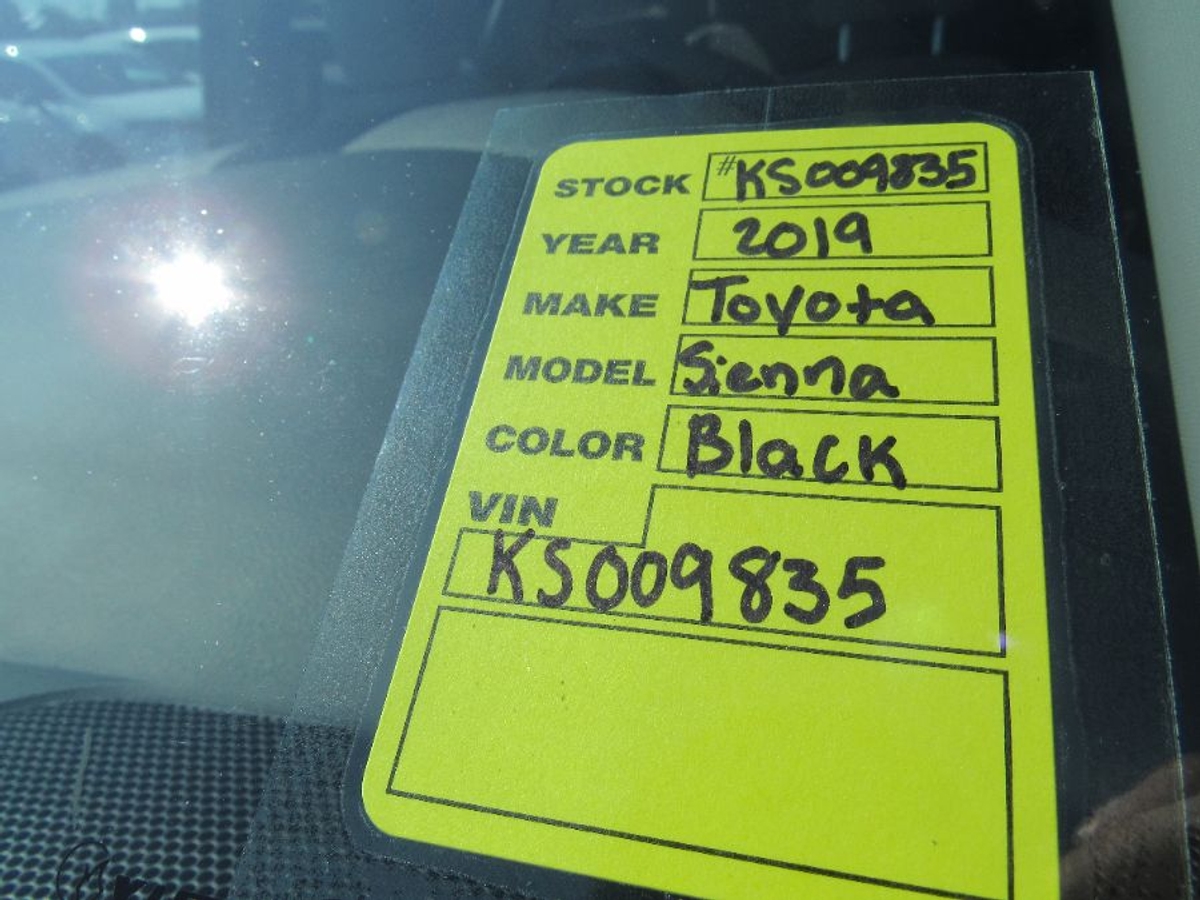 STOCK #KS009835
YEAR 2019
MAKE Toyota
MODEL Sienna
COLOR Black
VIN
KS009835